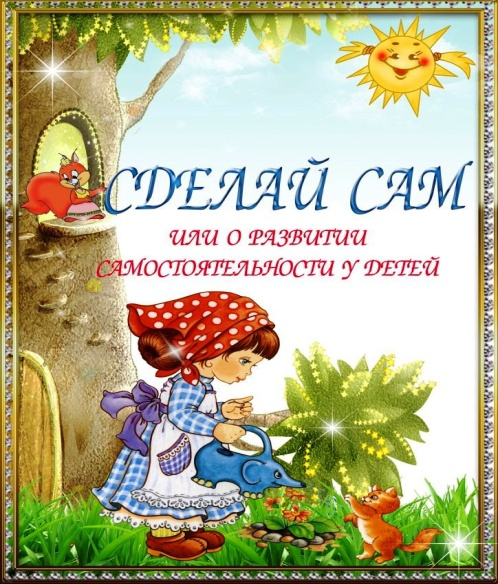 СДЕЛАЙ САМ
ИЛИ О РАЗВИТИИ
САМОСТОЯТЕЛЬНОСТИ У ДЕТЕЙ